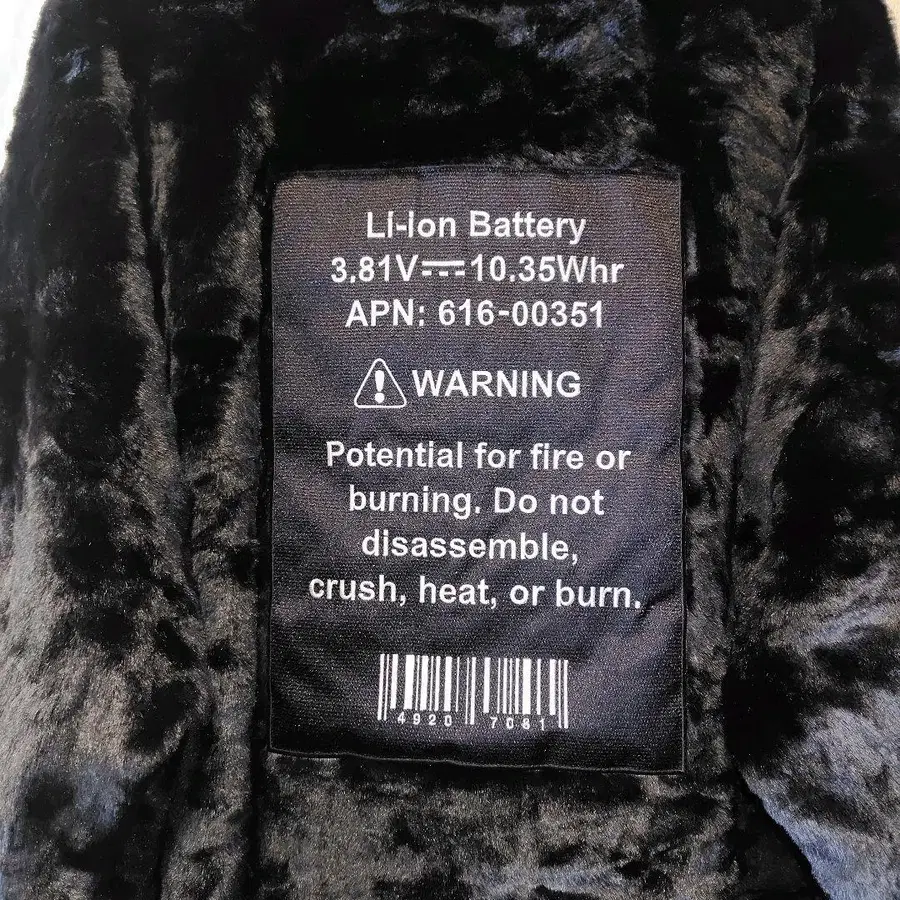 Li-Ion Battery
3.81V⎓10.35Whr
APN: 616-00351
WARNING
Potential for fire or
burning. Do not
disassemble,
crush, heat, or burn.
4920 7081